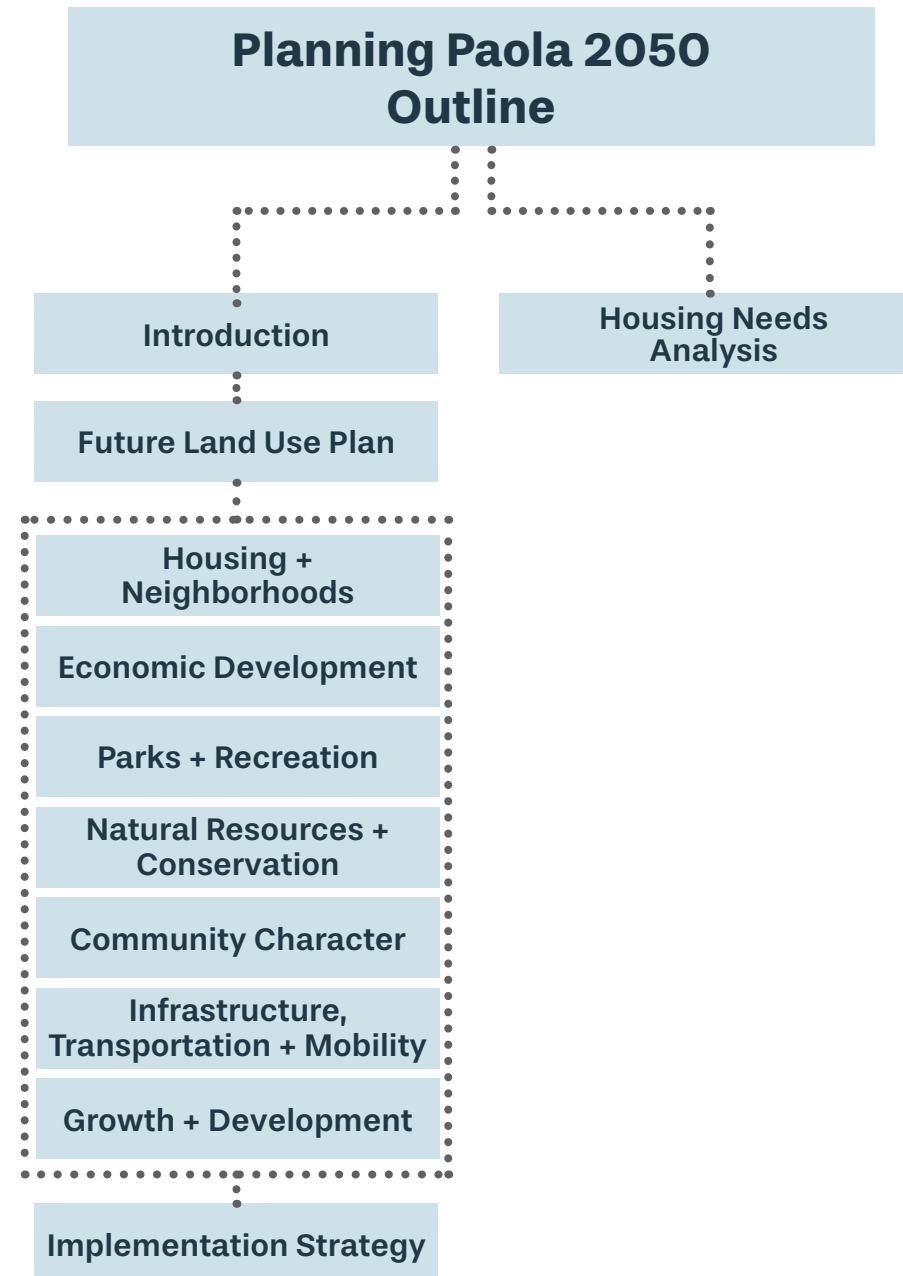 Planning Paola 2050
Outline
Introduction
Housing Needs
Analysis
Future Land Use Plan
Housing +
Neighborhoods
Economic Development
Parks + Recreation
Natural Resources +
Conservation
Community Character
Infrastructure,
Transportation + Mobility
Growth + Development
Implementation Strategy